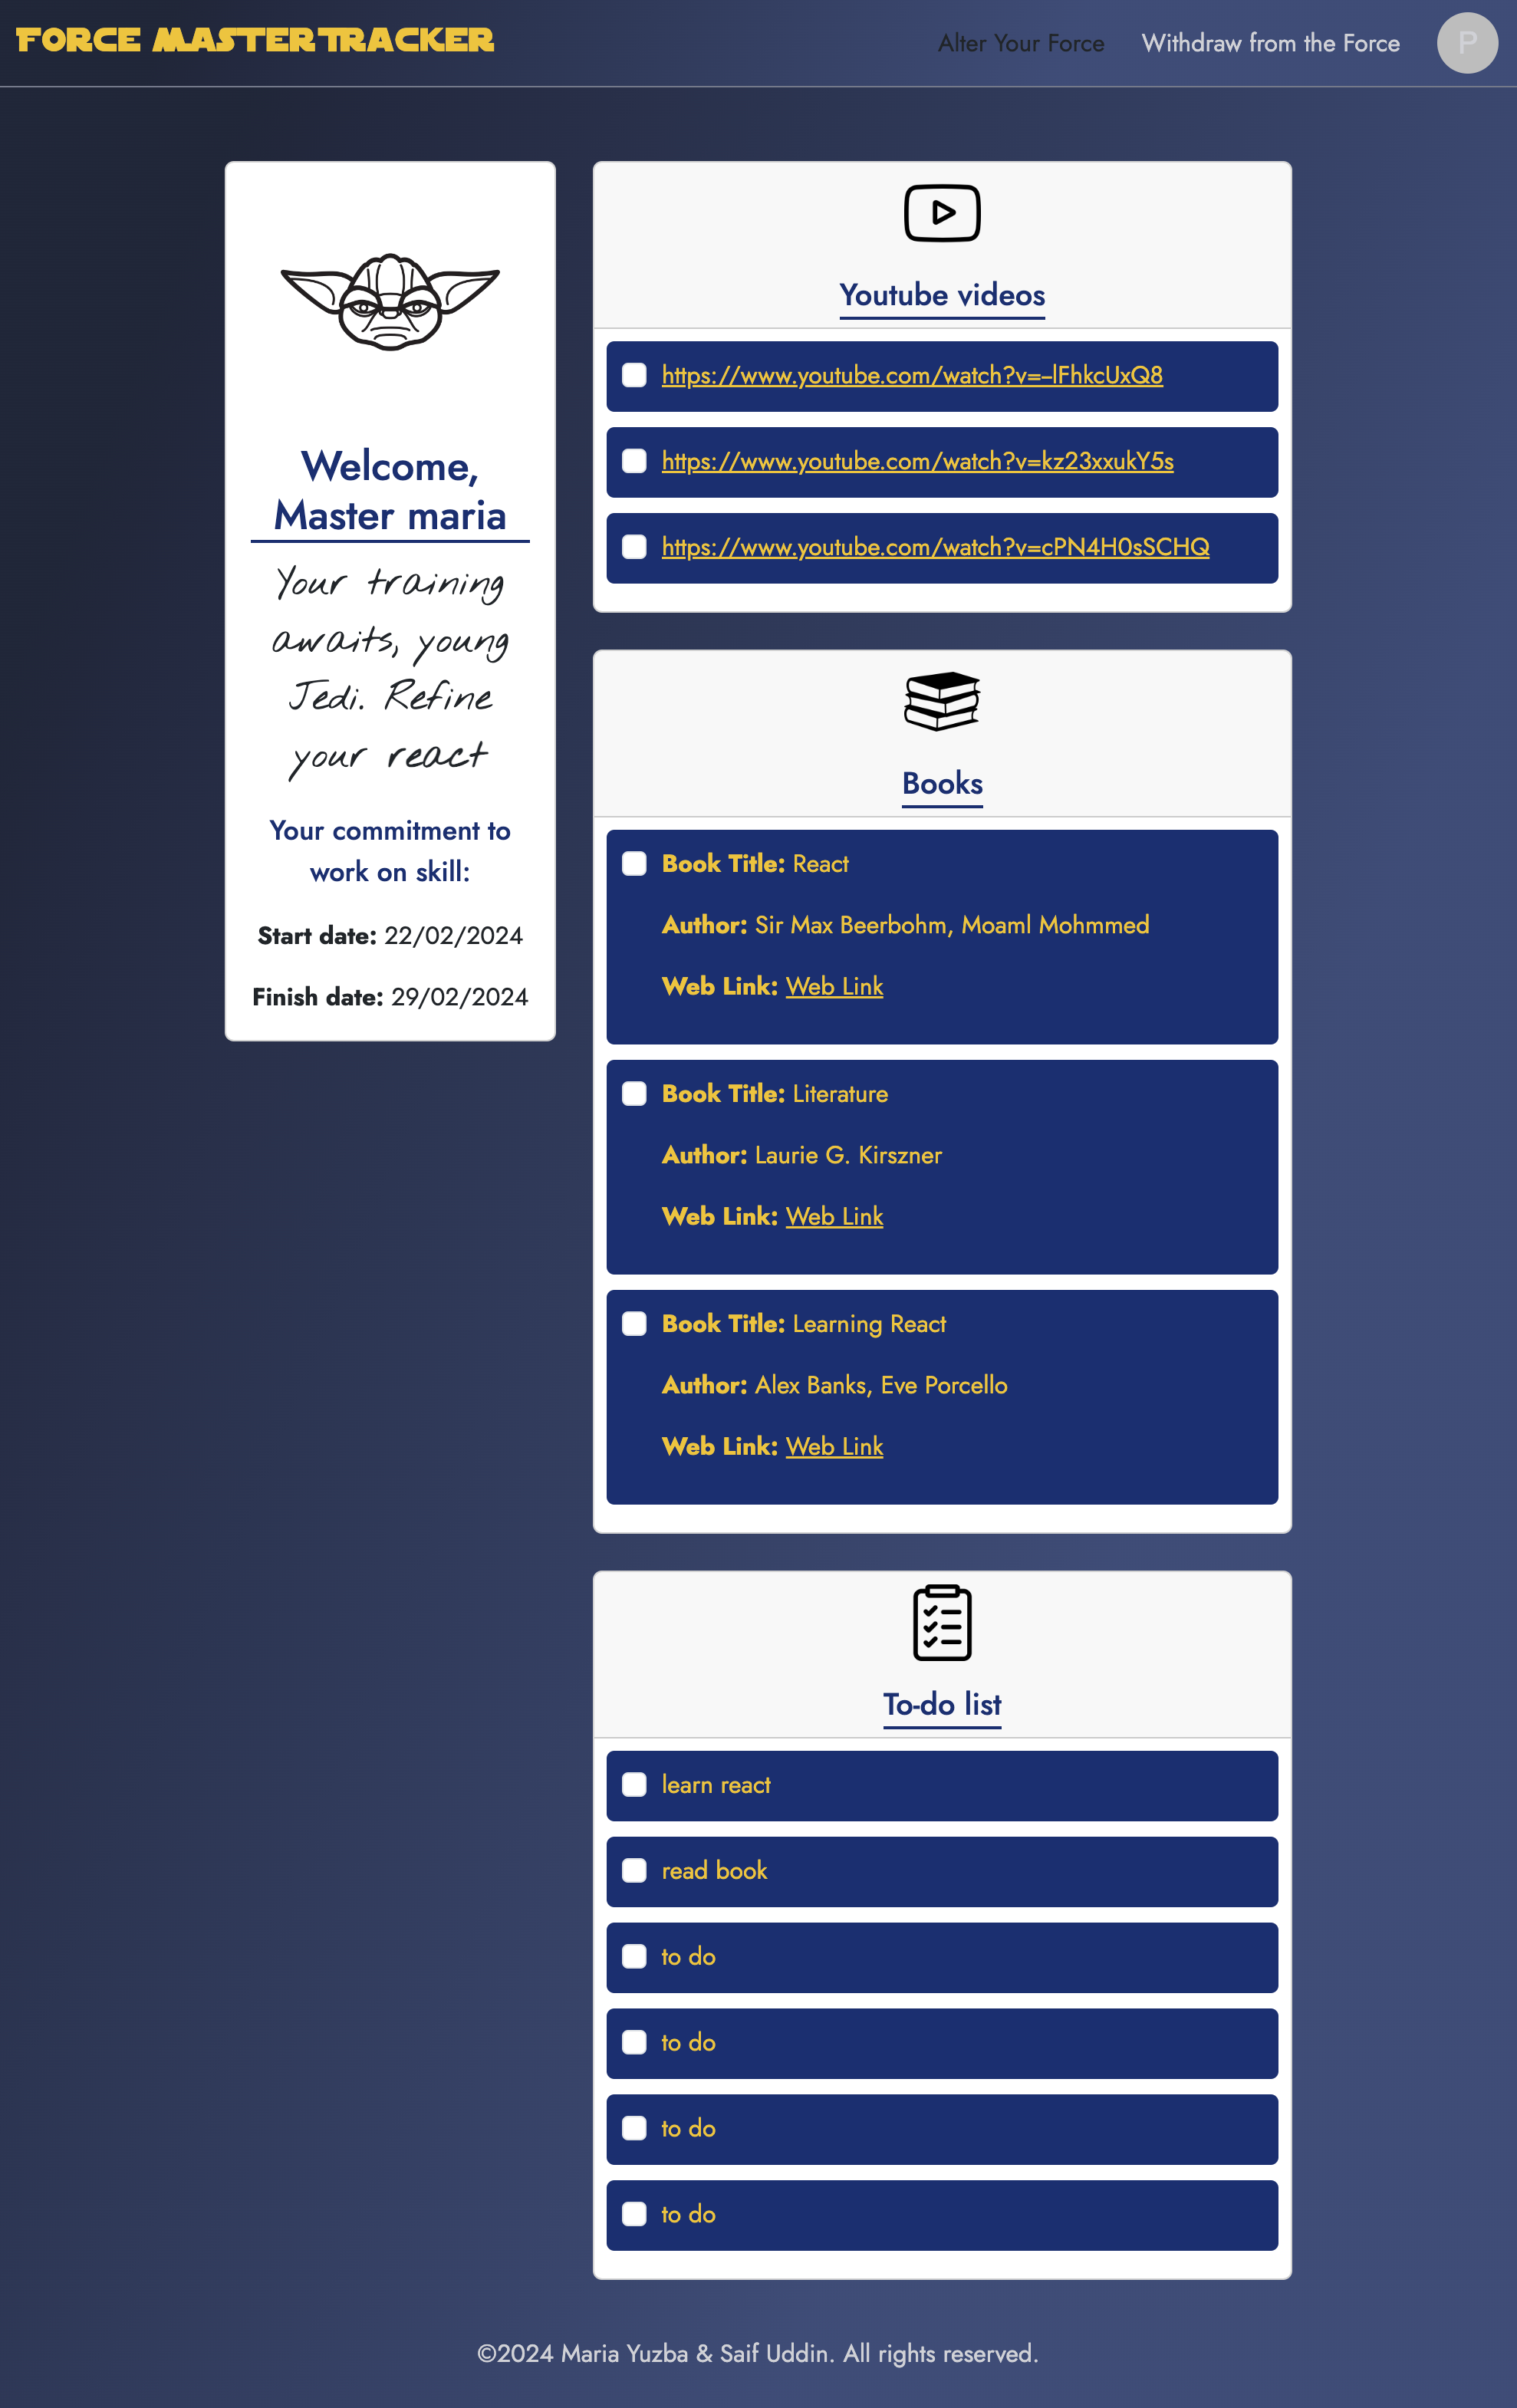 FORCE MASTERTRACKER
Alter Your Force
Withdraw from the Force
P
Welcome,
Master maria
Your training
awaits, young
Jedi. Refine
your react
Your commitment to
work on skill:
Start date: 22/02/2024
Finish date: 29/02/2024
Youtube videos
https://www.youtube.com/watch?v=-lFhkcUxQ8
https://www.youtube.com/watch?v=kz23xxukY5s
https://www.youtube.com/watch?v=cPN4H0sSCHQ
Books
Book Title: React
Author: Sir Max Beerbohm, Moaml Mohmmed
Web Link: Web Link
Book Title: Literature
Author: Laurie G. Kirszner
Web Link: Web Link
Book Title: Learning React
Author: Alex Banks, Eve Porcello
Web Link: Web Link
To-do list
learn react
read book
to do
to do
to do
to do
©2024 Maria Yuzba & Saif Uddin. All rights reserved.